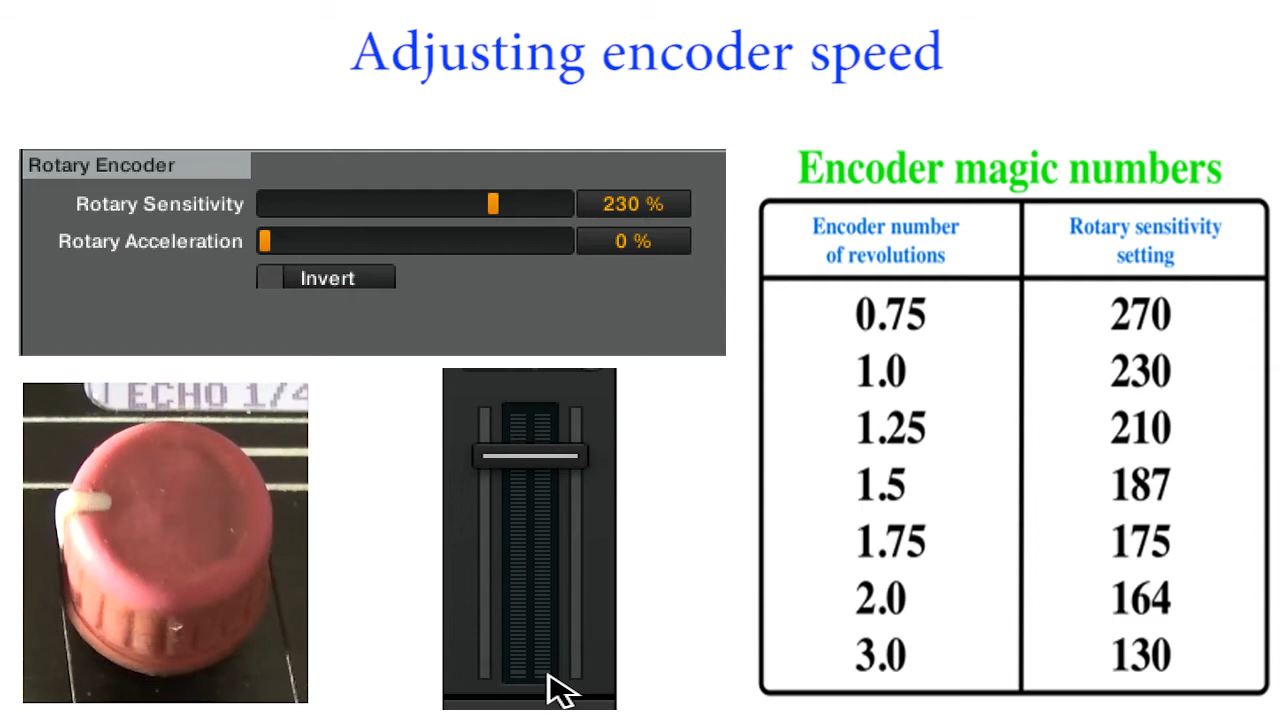 Adjusting encoder speed
Rotary Encoder
Rotary Sensitivity 230 %
Rotary Acceleration 0 %
Invert
ECHO 1/4
Encoder magic numbers
Encoder number of revolutions Rotary sensitivity setting
0.75 270
1.0 230
1.25 210
1.5 187
1.75 175
2.0 164
3.0 130